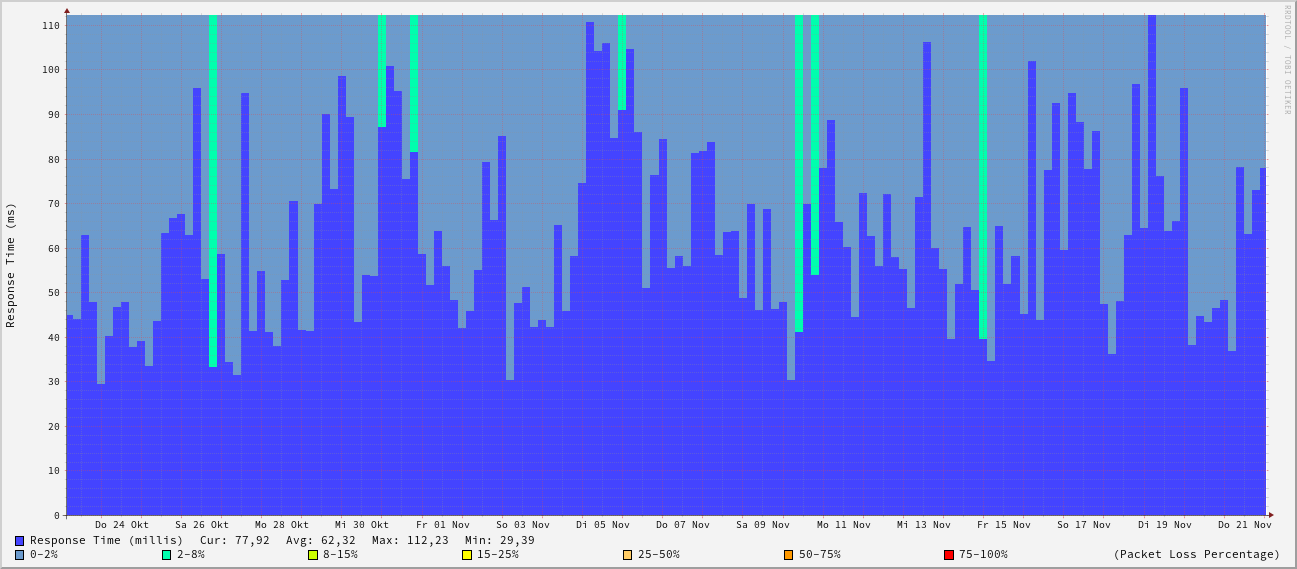 RRDTOOL / TOBI OETIKER
Response Time (ms)
110
100
90
80
70
60
50
40
30
20
10
0
Do 24 Okt Sa 26 Okt Mo 28 Okt Mi 30 Okt Fr 01 Nov So 03 Nov Di 05 Nov Do 07 Nov Sa 09 Nov Mo 11 Nov Mi 13 Nov Fr 15 Nov So 17 Nov Di 19 Nov Do 21 Nov
Response Time (millis) Cur: 77,92 Avg: 62,32 Max: 112,23 Min: 29,39
0-2% 2-8% 8-15% 15-25% 25-50% 50-75% 75-100% (Packet Loss Percentage)